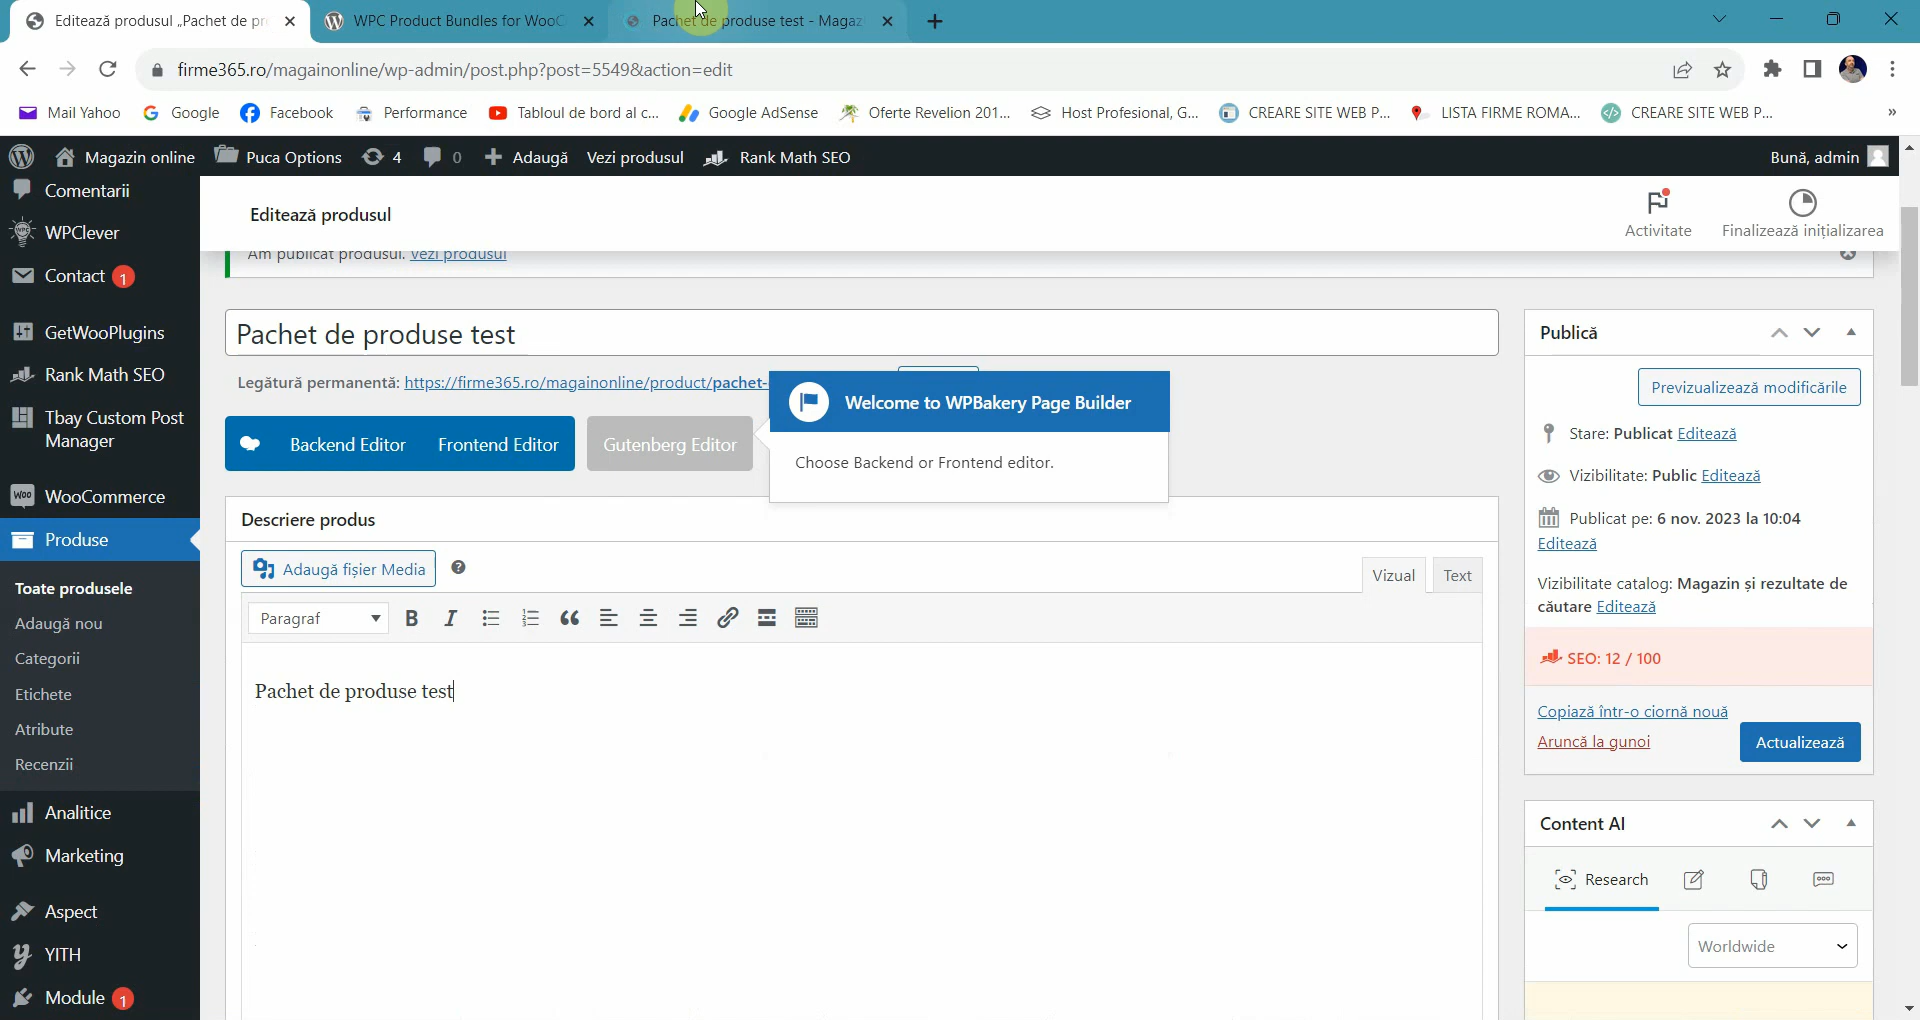 Editează produsul „Pachet de pr
WPC Product Bundles for WooC
Pachet de produse test - Magaz
firme365.ro/magainonline/wp-admin/post.php?post=5549&action=edit
Mail Yahoo
Google
Facebook
Performance
Tabloul de bord al c...
Google AdSense
Oferte Revelion 201...
Host Profesional, G...
CREARE SITE WEB P...
LISTA FIRME ROMA...
CREARE SITE WEB P...
»
Magazin online
Puca Options
4
0
Adaugă
Vezi produsul
Rank Math SEO
Bună, admin
Comentarii
WPClever
Contact 1
GetWooPlugins
Rank Math SEO
Tbay Custom Post
Manager
WooCommerce
Produse
Toate produsele
Adaugă nou
Categorii
Etichete
Atribute
Recenzii
Analitice
Marketing
Aspect
YITH
Module 1
Editează produsul
Activitate
Finalizează inițializarea
Am publicat produsul. Vezi produsul
Pachet de produse test
Legătură permanentă: https://firme365.ro/magainonline/product/pachet-
Backend Editor
Frontend Editor
Gutenberg Editor
Welcome to WPBakery Page Builder
Choose Backend or Frontend editor.
Descriere produs
Adaugă fișier Media
Vizual
Text
Paragraf
Pachet de produse test
Publică
Previzualizează modificările
Stare: Publicat Editează
Vizibilitate: Public Editează
Publicat pe: 6 nov. 2023 la 10:04
Editează
Vizibilitate catalog: Magazin și rezultate de
căutare Editează
SEO: 12 / 100
Copiază într-o ciornă nouă
Aruncă la gunoi
Actualizează
Content AI
Research
Worldwide